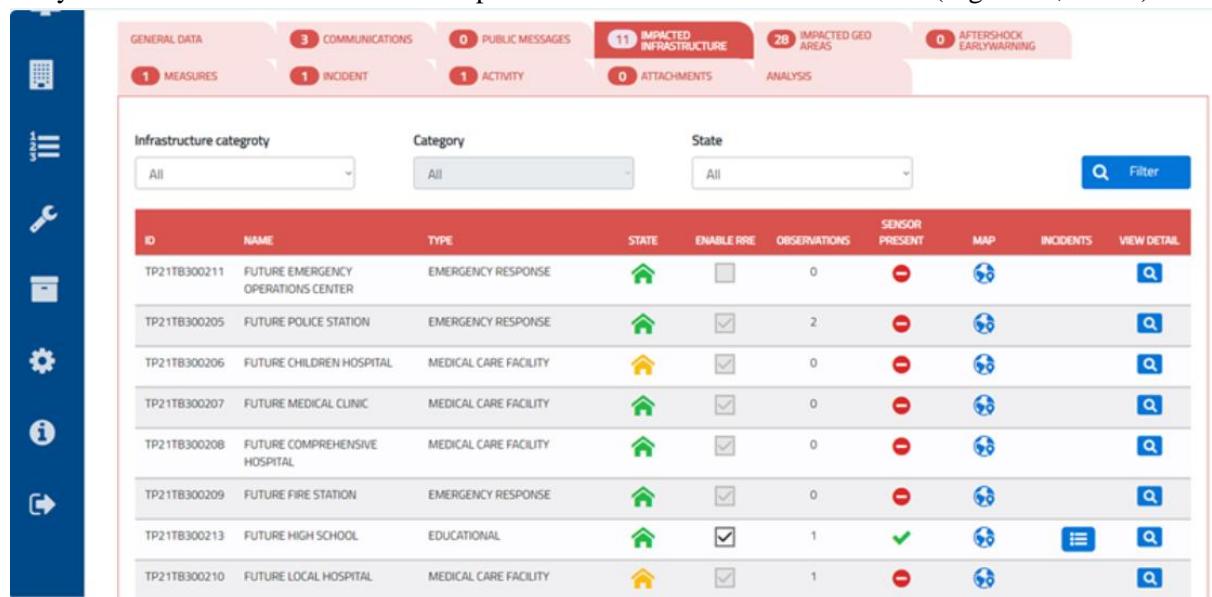 GENERAL DATA 3 COMMUNICATIONS 0 PUBLIC MESSAGES 11 IMPACTED INFRASTRUCTURE 28 IMPACTED GEO AREAS 0 AFTERSHOCK EARLYWARNING
1 MEASURES 1 INCIDENT 1 ACTIVITY 0 ATTACHMENTS ANALYSIS
Infrastructure categroty Category State
All All All Filter
ID NAME TYPE STATE ENABLE RRE OBSERVATIONS SENSOR PRESENT MAP INCIDENTS VIEW DETAIL
TP21TB300211 FUTURE EMERGENCY OPERATIONS CENTER EMERGENCY RESPONSE 0
TP21TB300205 FUTURE POLICE STATION EMERGENCY RESPONSE 2
TP21TB300206 FUTURE CHILDREN HOSPITAL MEDICAL CARE FACILITY 0
TP21TB300207 FUTURE MEDICAL CLINIC MEDICAL CARE FACILITY 0
TP21TB300208 FUTURE COMPREHENSIVE HOSPITAL MEDICAL CARE FACILITY 0
TP21TB300209 FUTURE FIRE STATION EMERGENCY RESPONSE 0
TP21TB300213 FUTURE HIGH SCHOOL EDUCATIONAL 1
TP21TB300210 FUTURE LOCAL HOSPITAL MEDICAL CARE FACILITY 1